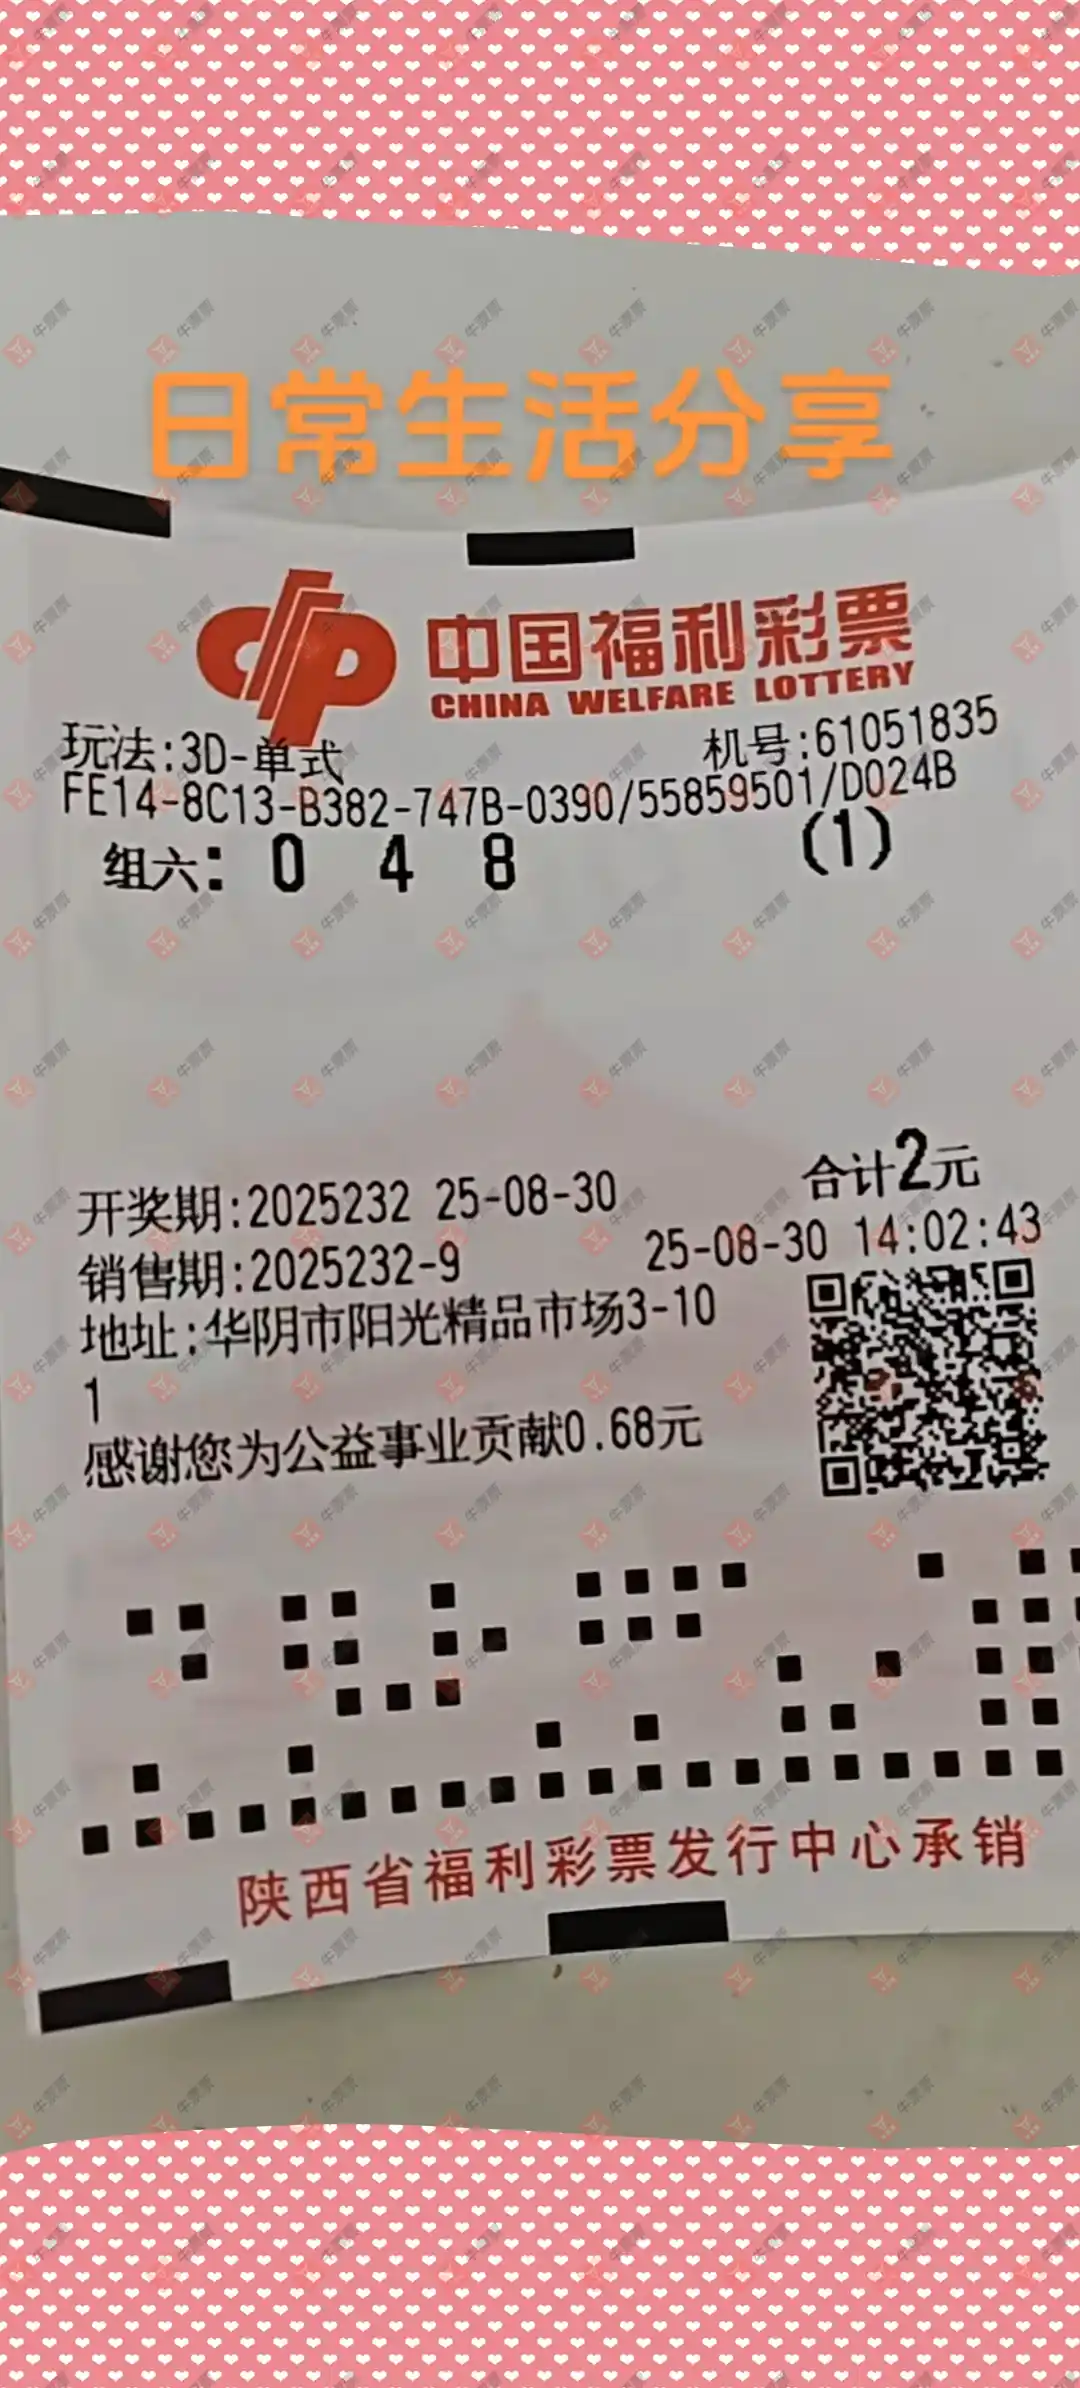 日常生活分享
中国福利彩票
CHINA WELFARE LOTTERY
玩法:3D-单式 机号:61051835
FE14-8C13-B382-747B-0390/55859501/D024B
组六: 0 4 8 (1)
合计2元
开奖期:2025232 25-08-30
销售期:2025232-9 25-08-30 14:02:43
地址:华阴市阳光精品市场3-10
1
感谢您为公益事业贡献0.68元
陕西省福利彩票发行中心承销